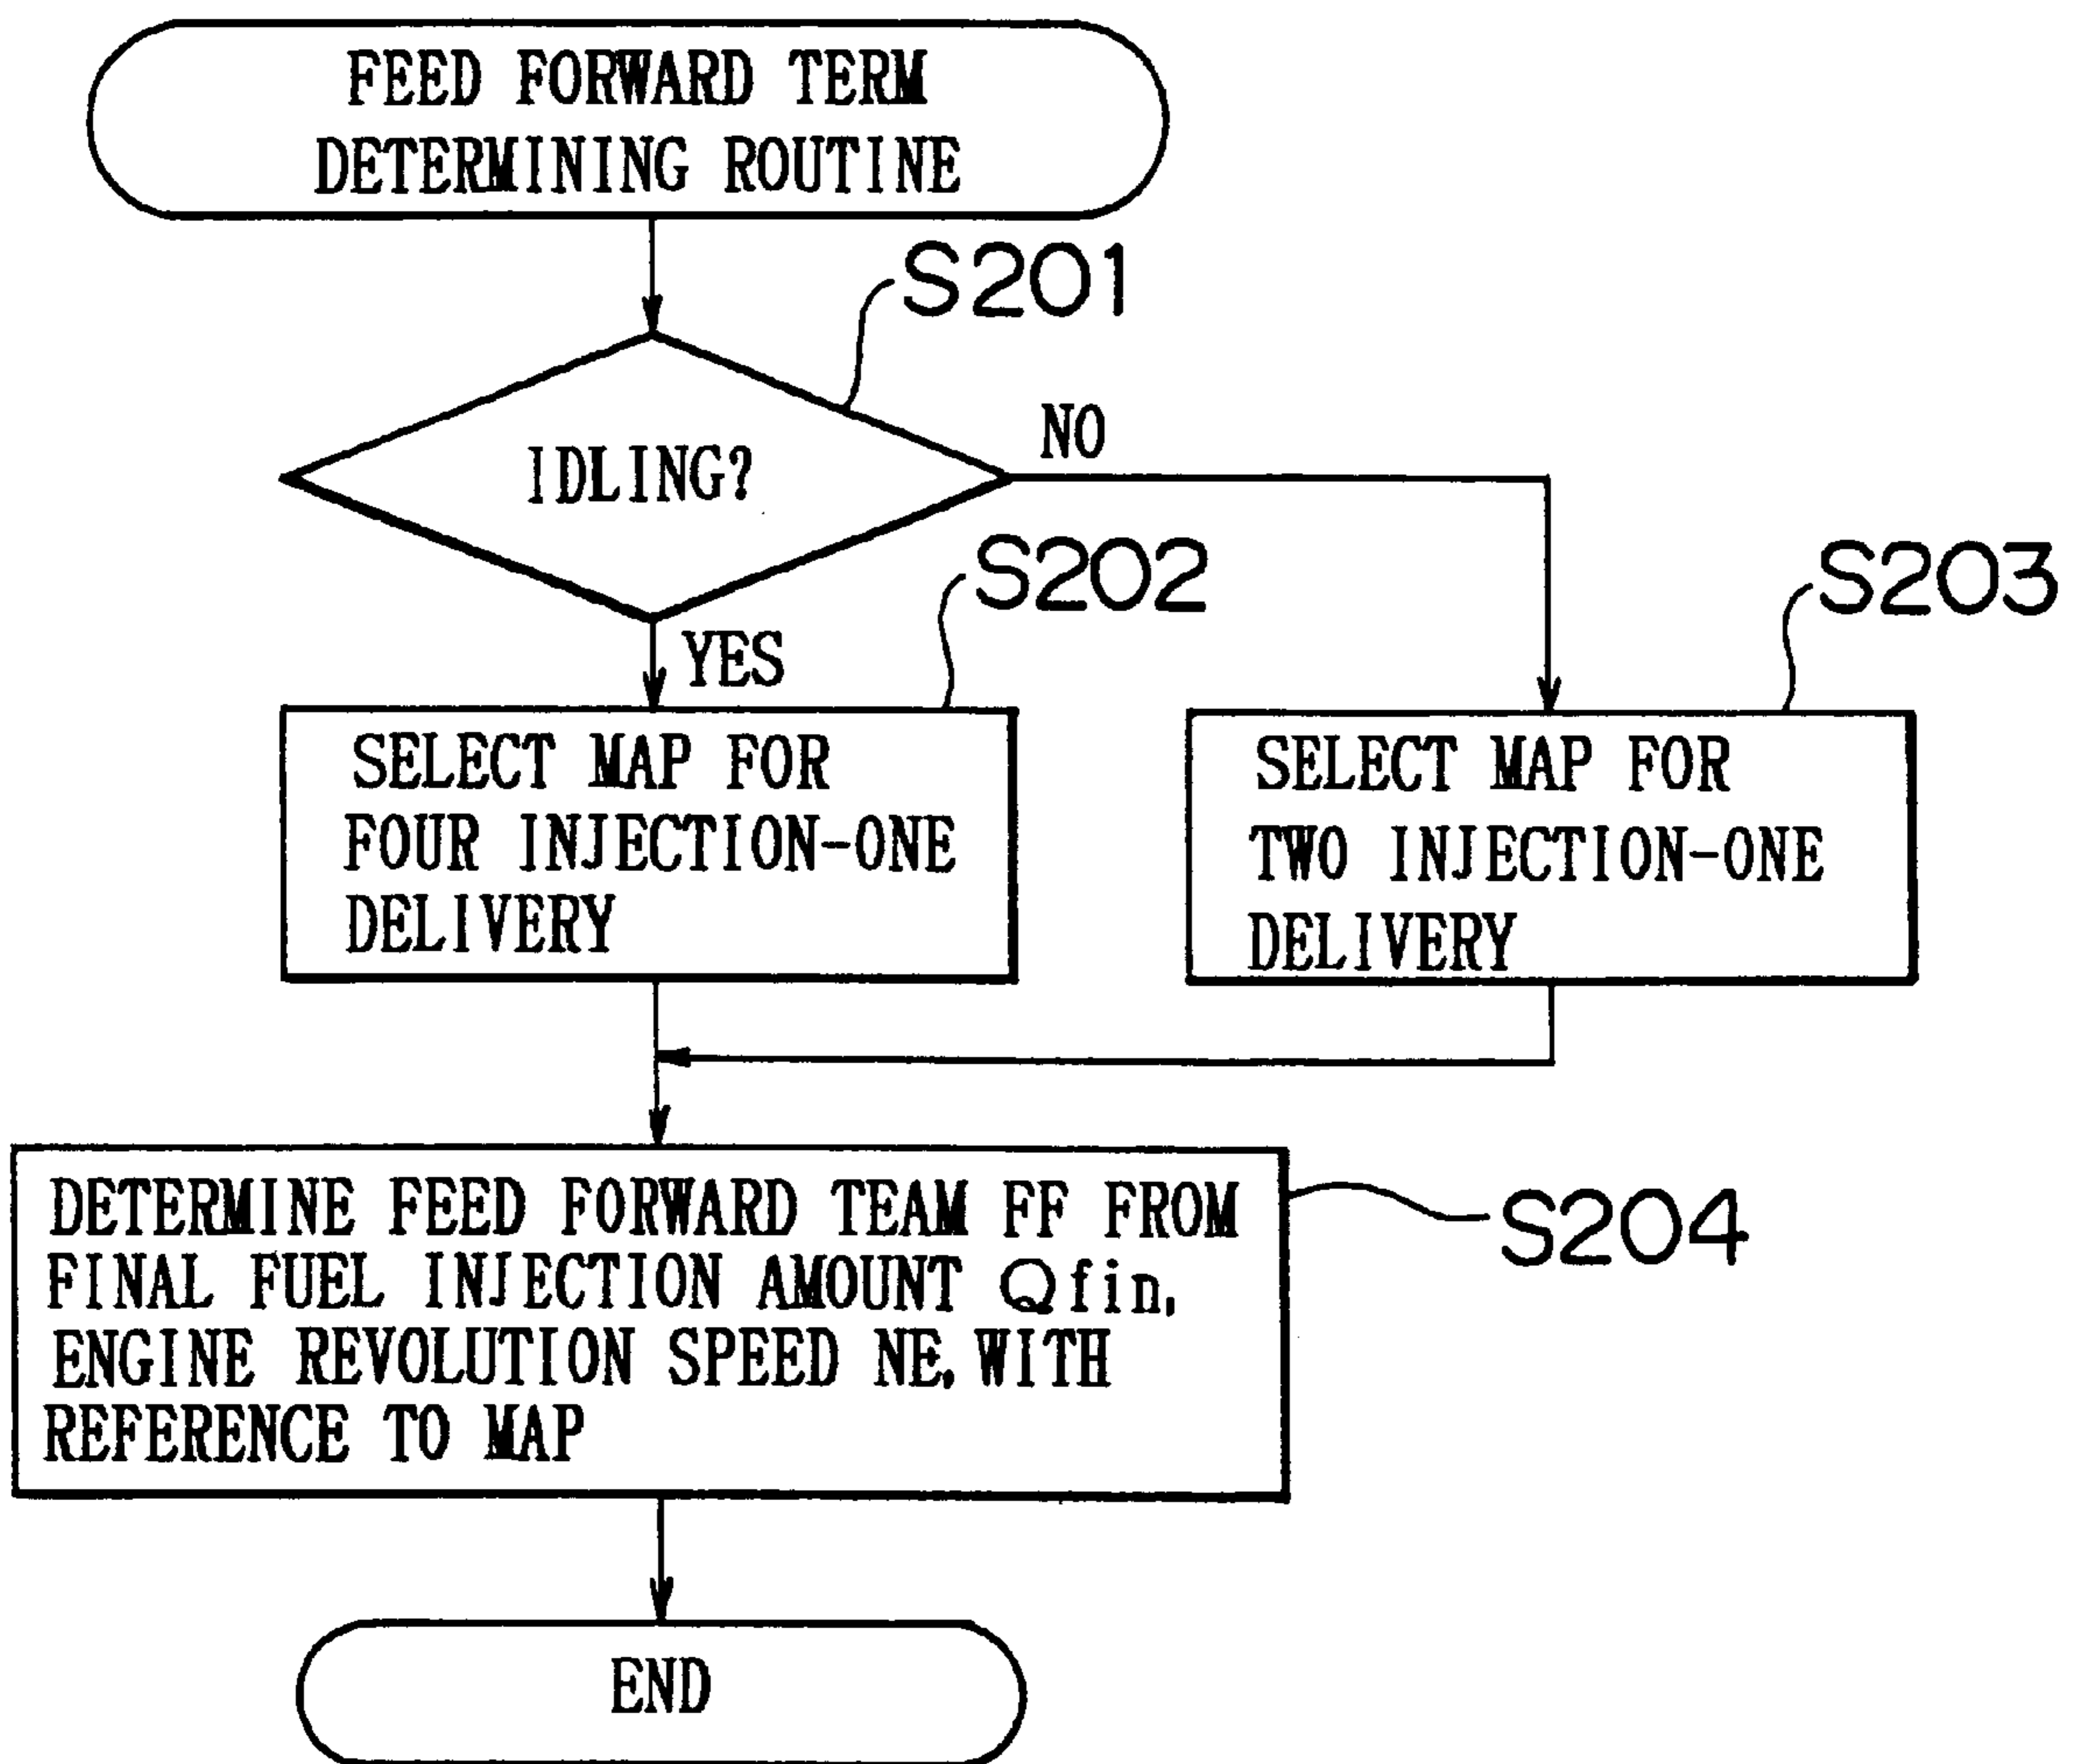 FEED FORWARD TERM
DETERMINING ROUTINE
S201
IDLING?
NO
YES
S202
SELECT MAP FOR
FOUR INJECTION-ONE
DELIVERY
S203
SELECT MAP FOR
TWO INJECTION-ONE
DELIVERY
DETERMINE FEED FORWARD TEAM FF FROM
FINAL FUEL INJECTION AMOUNT Qfin,
ENGINE REVOLUTION SPEED NE, WITH
REFERENCE TO MAP
S204
END